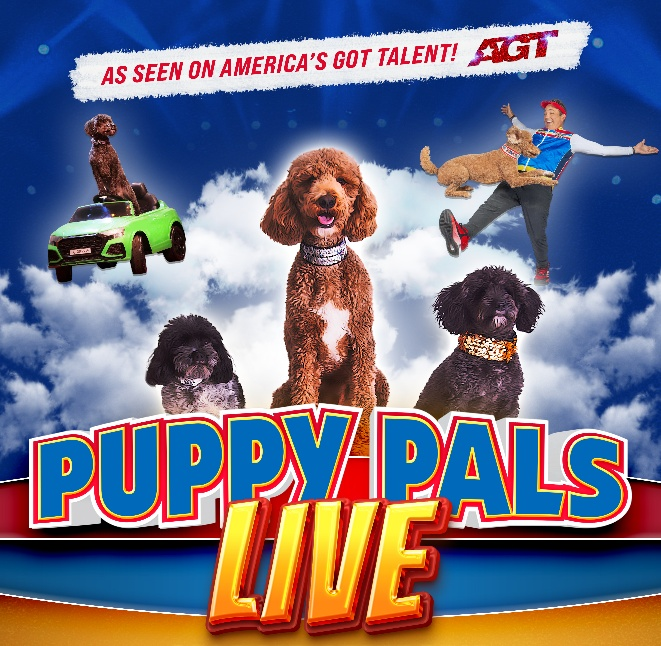 AS SEEN ON AMERICA'S GOT TALENT! AGT
PUPPY PALS
LIVE